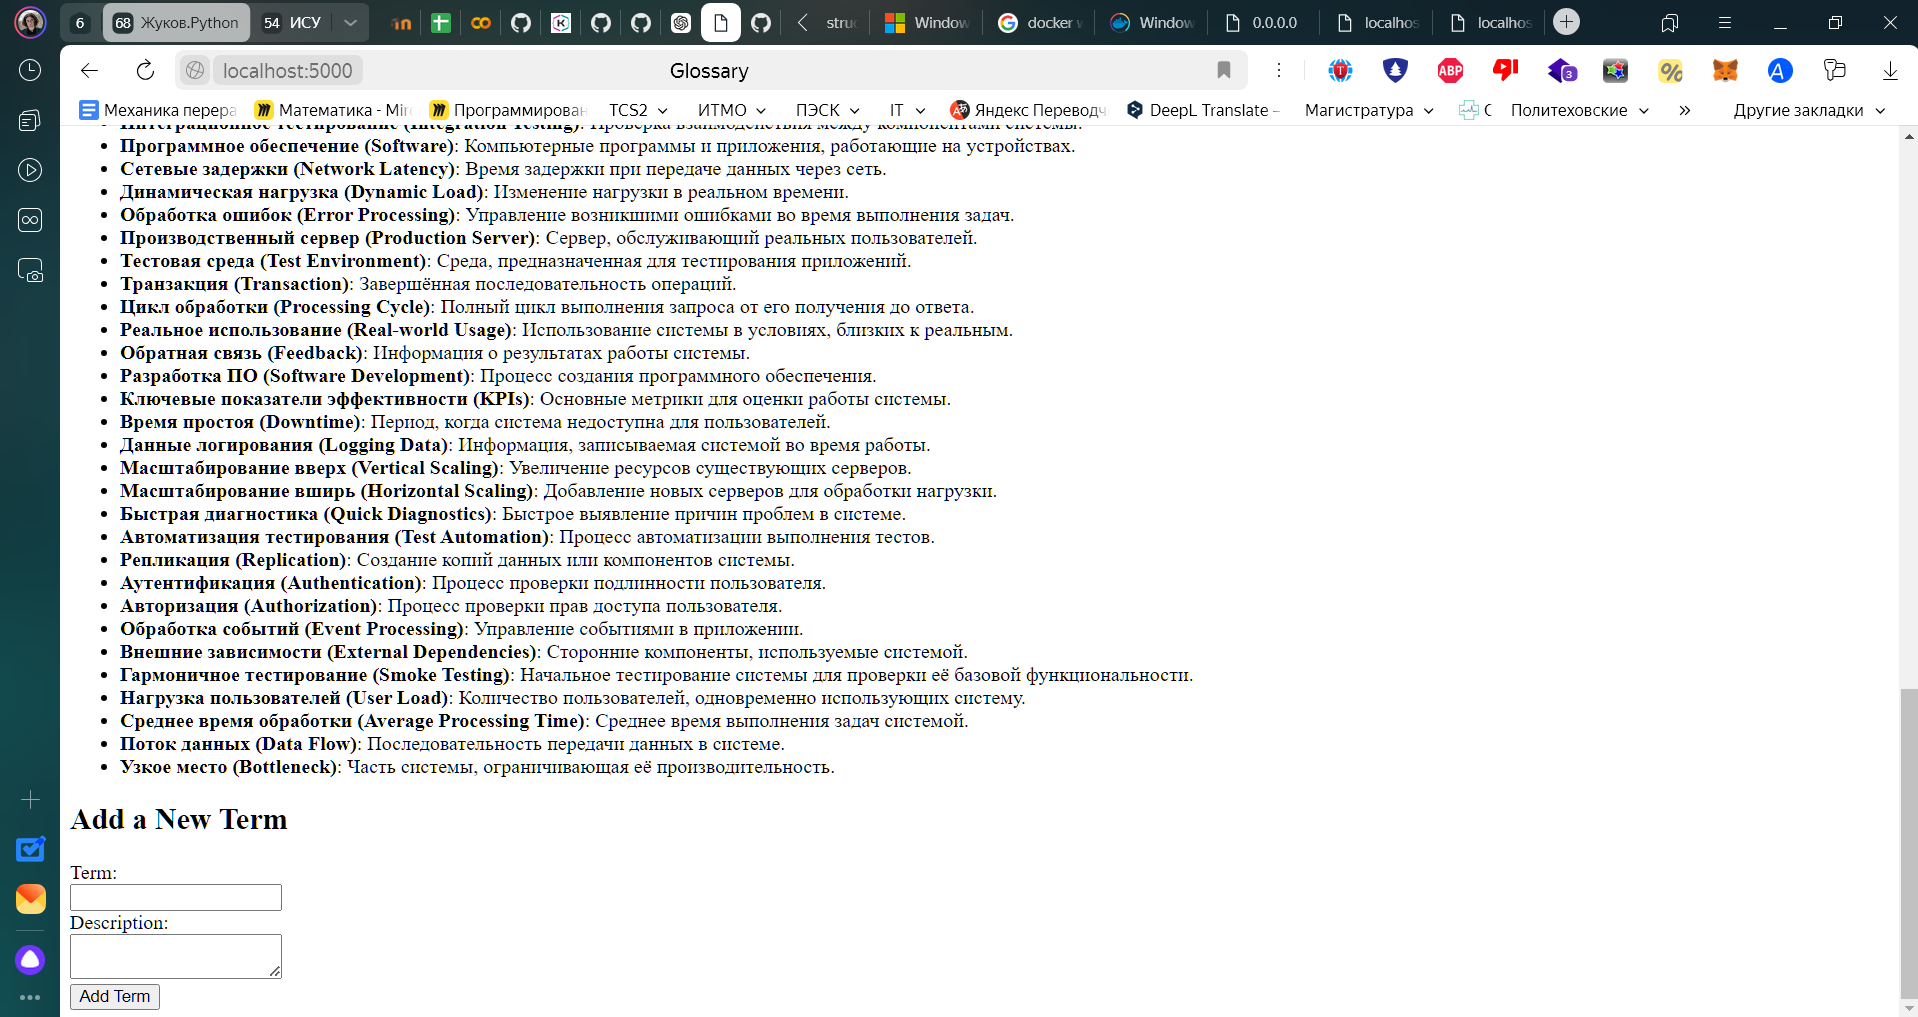 6 68 Жуков.Python 54 ИСУ struc Window docker w Window 0.0.0.0 localhos localhos
localhost:5000 Glossary ABP 3 % A
Механика перера Математика - Mir Программирован TCS2 ИТМО ПЭСК IT Яндекс Переводч DeepL Translate – Магистратура С Политеховские » Другие закладки
Интеграционное тестирование (Integration Testing): Проверка взаимодействия между компонентами системы.
Программное обеспечение (Software): Компьютерные программы и приложения, работающие на устройствах.
Сетевые задержки (Network Latency): Время задержки при передаче данных через сеть.
Динамическая нагрузка (Dynamic Load): Изменение нагрузки в реальном времени.
Обработка ошибок (Error Processing): Управление возникшими ошибками во время выполнения задач.
Производственный сервер (Production Server): Сервер, обслуживающий реальных пользователей.
Тестовая среда (Test Environment): Среда, предназначенная для тестирования приложений.
Транзакция (Transaction): Завершённая последовательность операций.
Цикл обработки (Processing Cycle): Полный цикл выполнения запроса от его получения до ответа.
Реальное использование (Real-world Usage): Использование системы в условиях, близких к реальным.
Обратная связь (Feedback): Информация о результатах работы системы.
Разработка ПО (Software Development): Процесс создания программного обеспечения.
Ключевые показатели эффективности (KPIs): Основные метрики для оценки работы системы.
Время простоя (Downtime): Период, когда система недоступна для пользователей.
Данные логирования (Logging Data): Информация, записываемая системой во время работы.
Масштабирование вверх (Vertical Scaling): Увеличение ресурсов существующих серверов.
Масштабирование вширь (Horizontal Scaling): Добавление новых серверов для обработки нагрузки.
Быстрая диагностика (Quick Diagnostics): Быстрое выявление причин проблем в системе.
Автоматизация тестирования (Test Automation): Процесс автоматизации выполнения тестов.
Репликация (Replication): Создание копий данных или компонентов системы.
Аутентификация (Authentication): Процесс проверки подлинности пользователя.
Авторизация (Authorization): Процесс проверки прав доступа пользователя.
Обработка событий (Event Processing): Управление событиями в приложении.
Внешние зависимости (External Dependencies): Сторонние компоненты, используемые системой.
Гармоничное тестирование (Smoke Testing): Начальное тестирование системы для проверки её базовой функциональности.
Нагрузка пользователей (User Load): Количество пользователей, одновременно использующих систему.
Среднее время обработки (Average Processing Time): Среднее время выполнения задач системой.
Поток данных (Data Flow): Последовательность передачи данных в системе.
Узкое место (Bottleneck): Часть системы, ограничивающая её производительность.
Add a New Term
Term:
Description:
Add Term